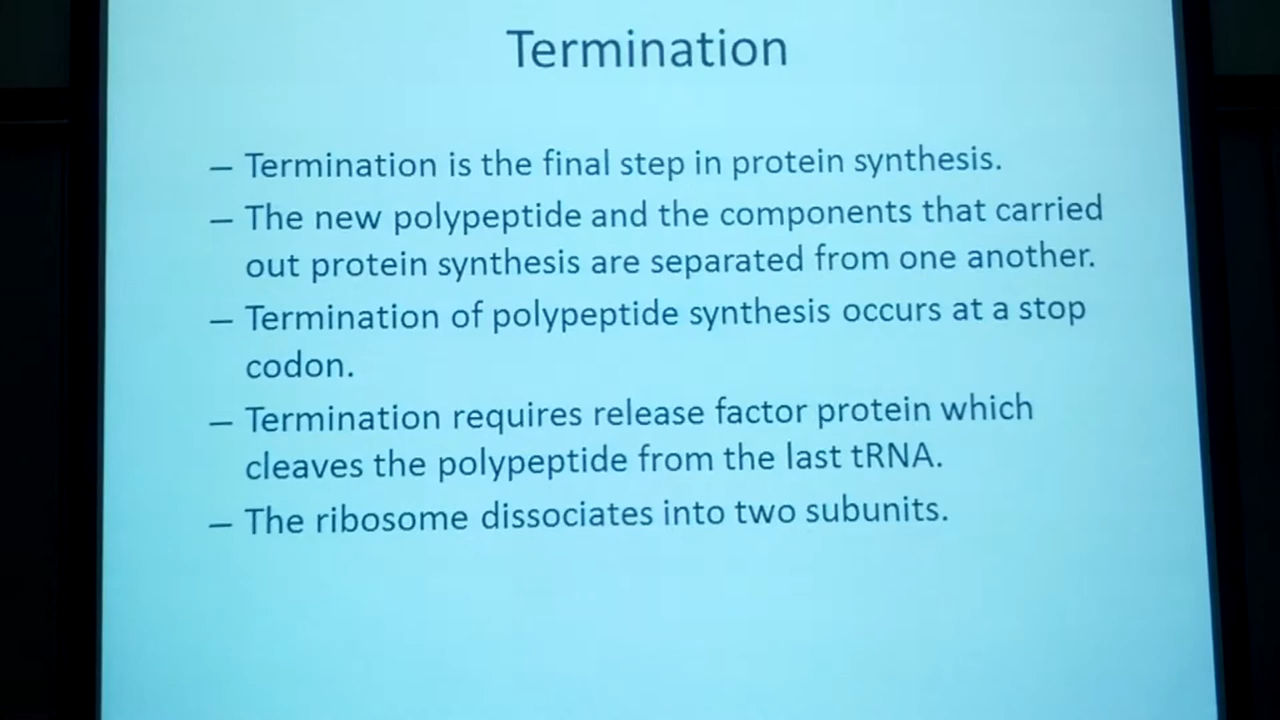 Termination
– Termination is the final step in protein synthesis.
– The new polypeptide and the components that carried
out protein synthesis are separated from one another.
– Termination of polypeptide synthesis occurs at a stop
codon.
– Termination requires release factor protein which
cleaves the polypeptide from the last tRNA.
– The ribosome dissociates into two subunits.